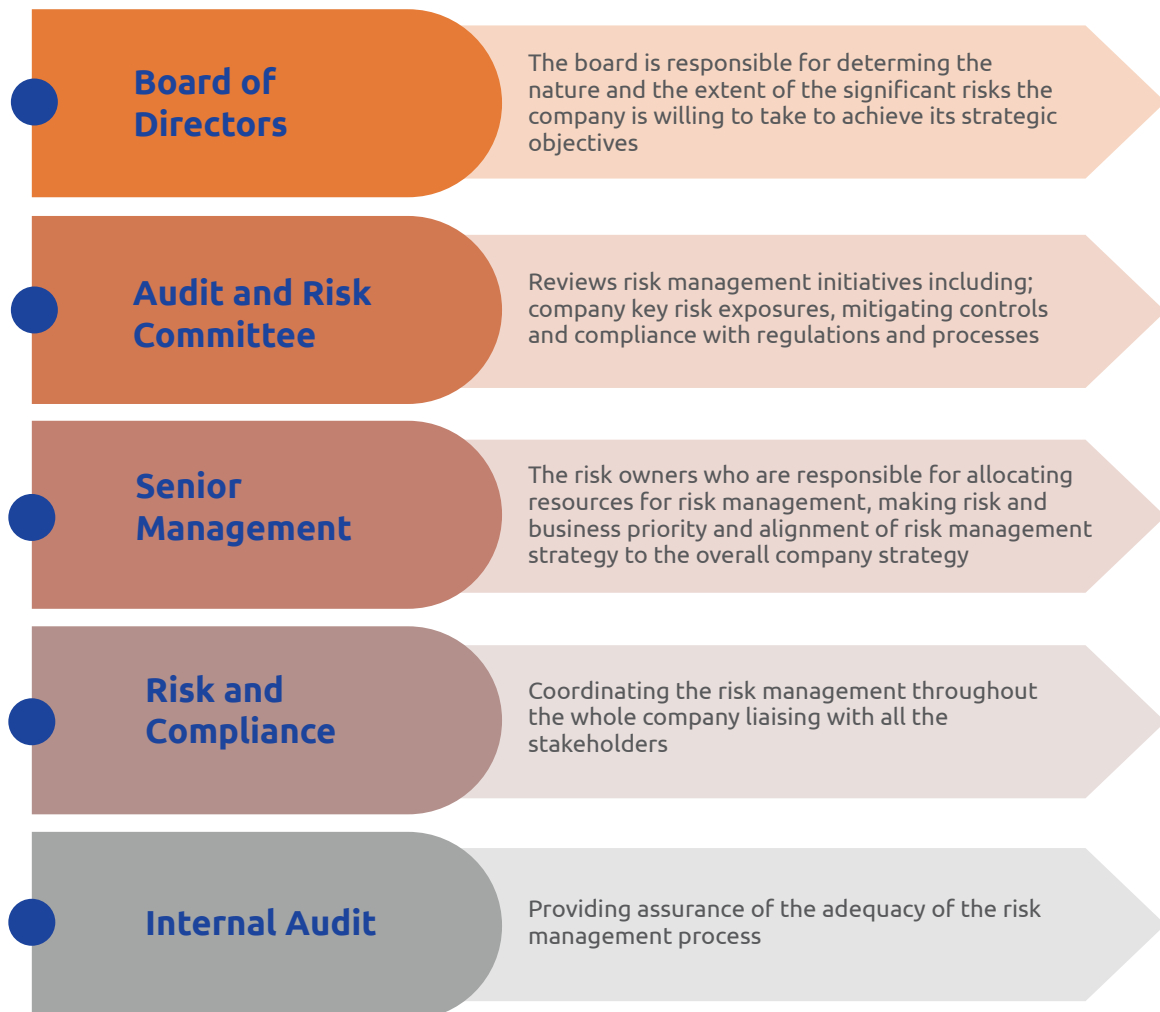 Board of
Directors
The board is responsible for determing the
nature and the extent of the significant risks the
company is willing to take to achieve its strategic
objectives
Audit and Risk
Committee
Reviews risk management initiatives including;
company key risk exposures, mitigating controls
and compliance with regulations and processes
Senior
Management
The risk owners who are responsible for allocating
resources for risk management, making risk and
business priority and alignment of risk management
strategy to the overall company strategy
Risk and
Compliance
Coordinating the risk management throughout
the whole company liaising with all the
stakeholders
Internal Audit
Providing assurance of the adequacy of the risk
management process